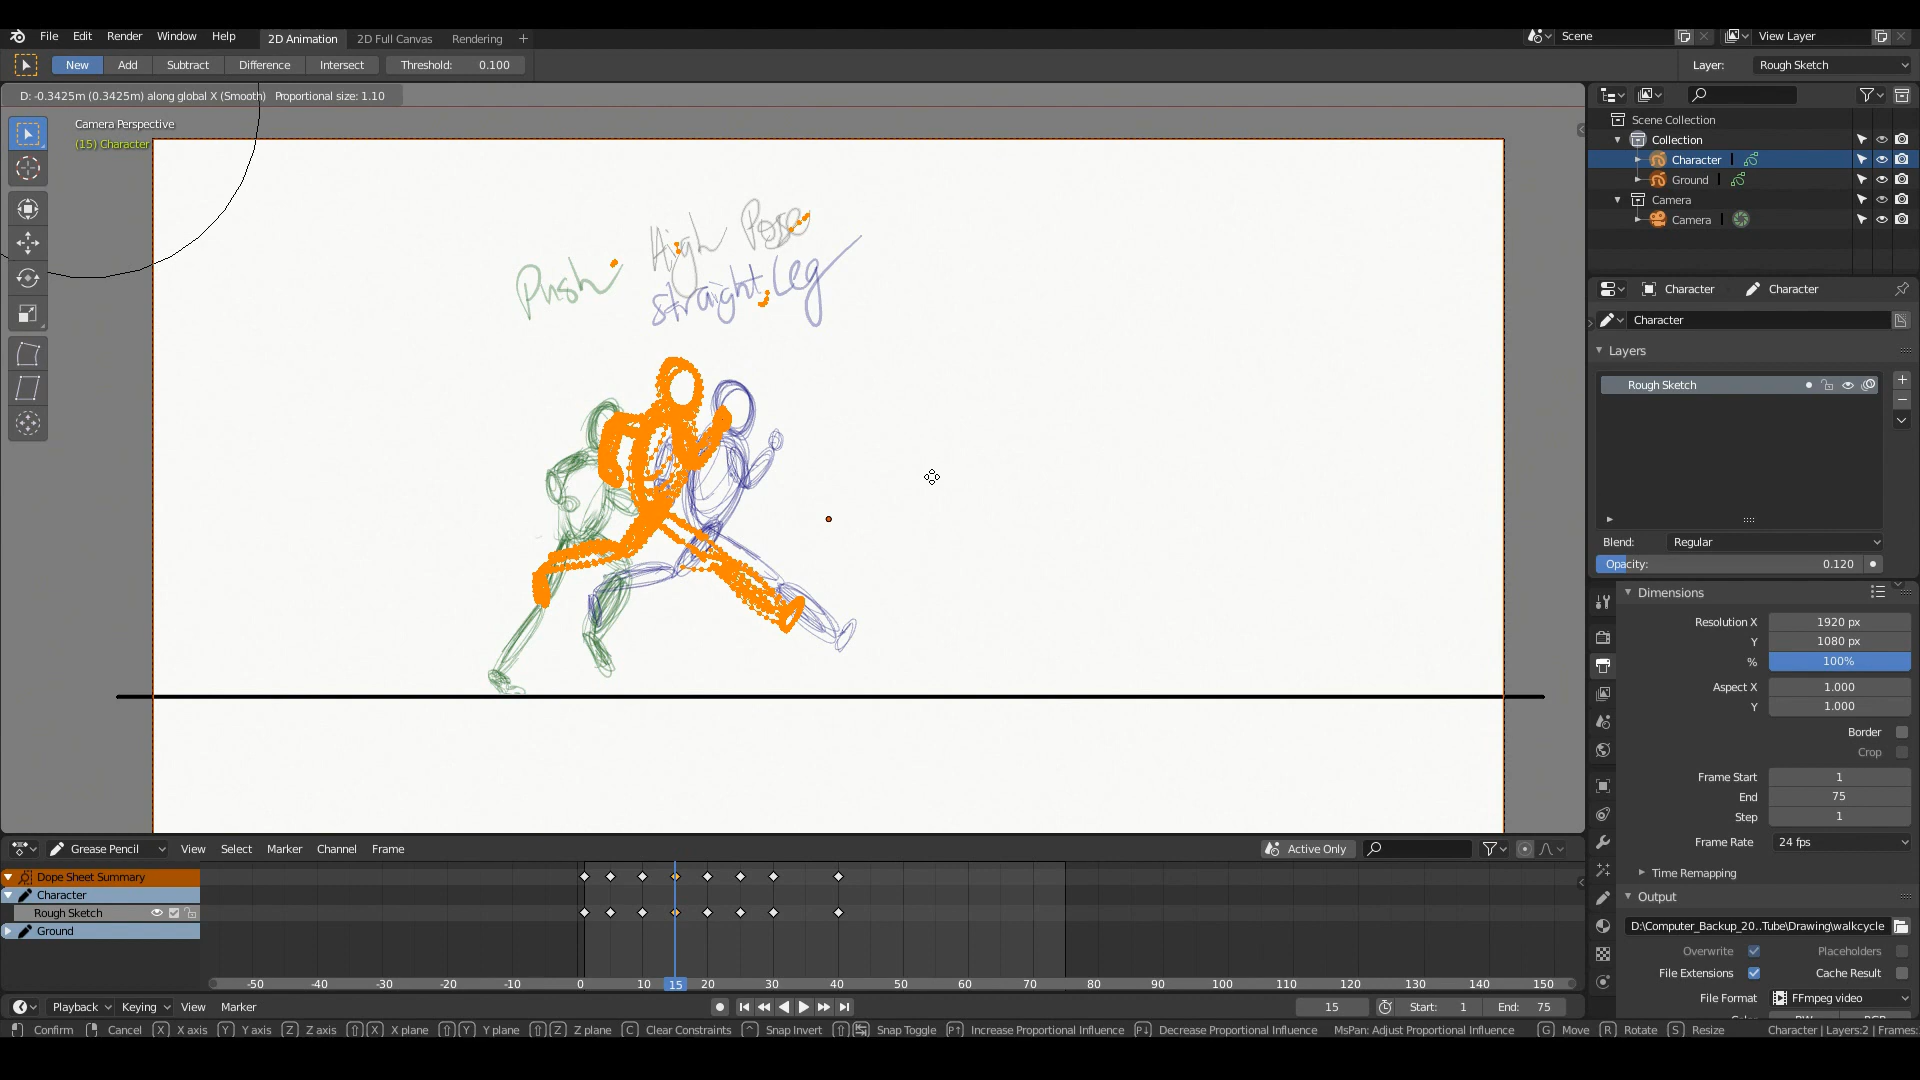 File Edit Render Window Help 2D Animation 2D Full Canvas Rendering + Scene View Layer
New Add Subtract Difference Intersect Threshold: 0.100 Layer: Rough Sketch
D: -0.3425m (0.3425m) along global X (Smooth) Proportional size: 1.10
Camera Perspective
(15) Character
Scene Collection
Collection
Character
Ground
Camera
Camera
High Pose
Push
straight Leg
Character Character
Character
Layers
Rough Sketch
Blend: Regular
Opacity: 0.120
Dimensions
Resolution X 1920 px
Y 1080 px
% 100%
Aspect X 1.000
Y 1.000
Border
Crop
Frame Start 1
End 75
Step 1
Frame Rate 24 fps
Time Remapping
Output
D:\Computer_Backup_20..Tube\Drawing\walkcycle
Overwrite Placeholders
File Extensions Cache Result
File Format FFmpeg video
Grease Pencil View Select Marker Channel Frame Active Only
Dope Sheet Summary
Character
Rough Sketch
Ground
-50 -40 -30 -20 -10 0 10 15 20 30 40 50 60 70 80 90 100 110 120 130 140 150
Playback Keying View Marker 15 Start: 1 End: 75
Confirm Cancel X X axis Y Y axis Z Z axis X X plane Y Y plane Z Z plane C Clear Constraints Snap Invert Snap Toggle Increase Proportional Influence Decrease Proportional Influence MsPan: Adjust Proportional Influence G Move R Rotate S Resize Character | Layers:2 | Frames: